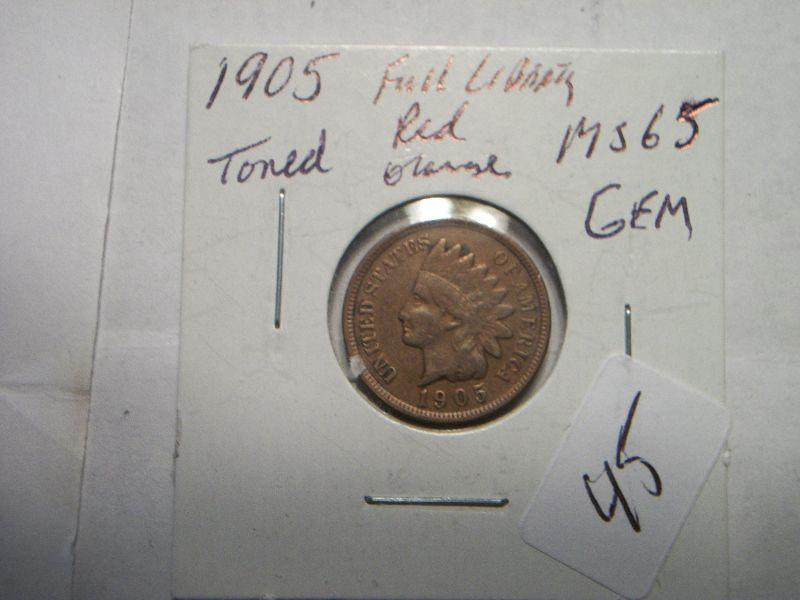 1905 Full Liberty
Toned Red MS65
Orange GEM
UNITED STATES OF AMERICA
1905
45